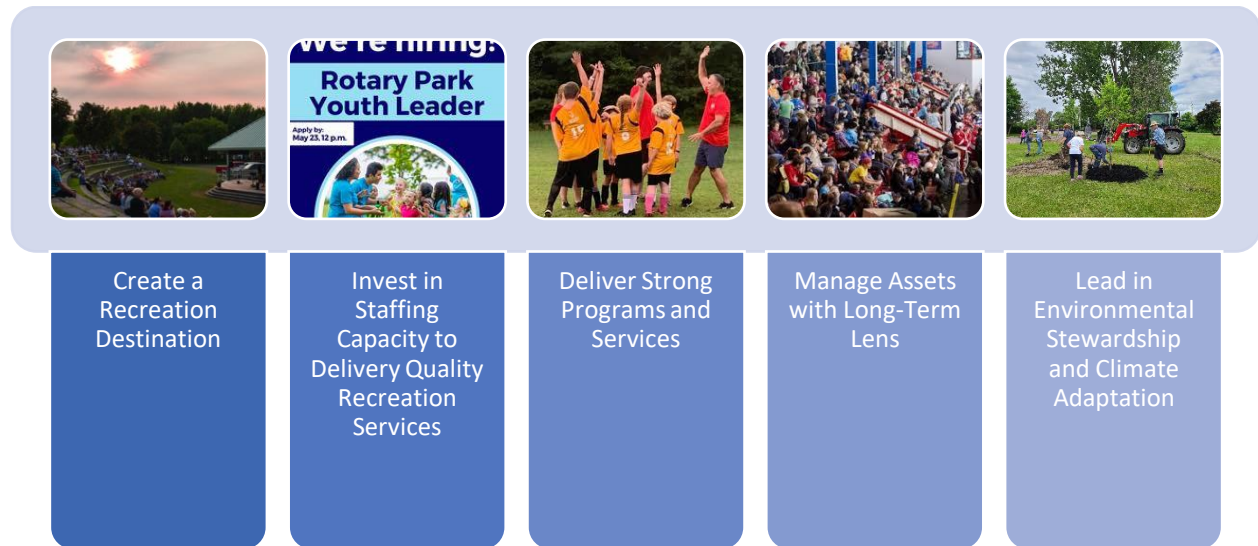 We're hiring!
Rotary Park
Youth Leader
Apply by:
May 23, 12 p.m.
Create a
Recreation
Destination
Invest in
Staffing
Capacity to
Delivery Quality
Recreation
Services
Deliver Strong
Programs and
Services
Manage Assets
with Long-Term
Lens
Lead in
Environmental
Stewardship
and Climate
Adaptation